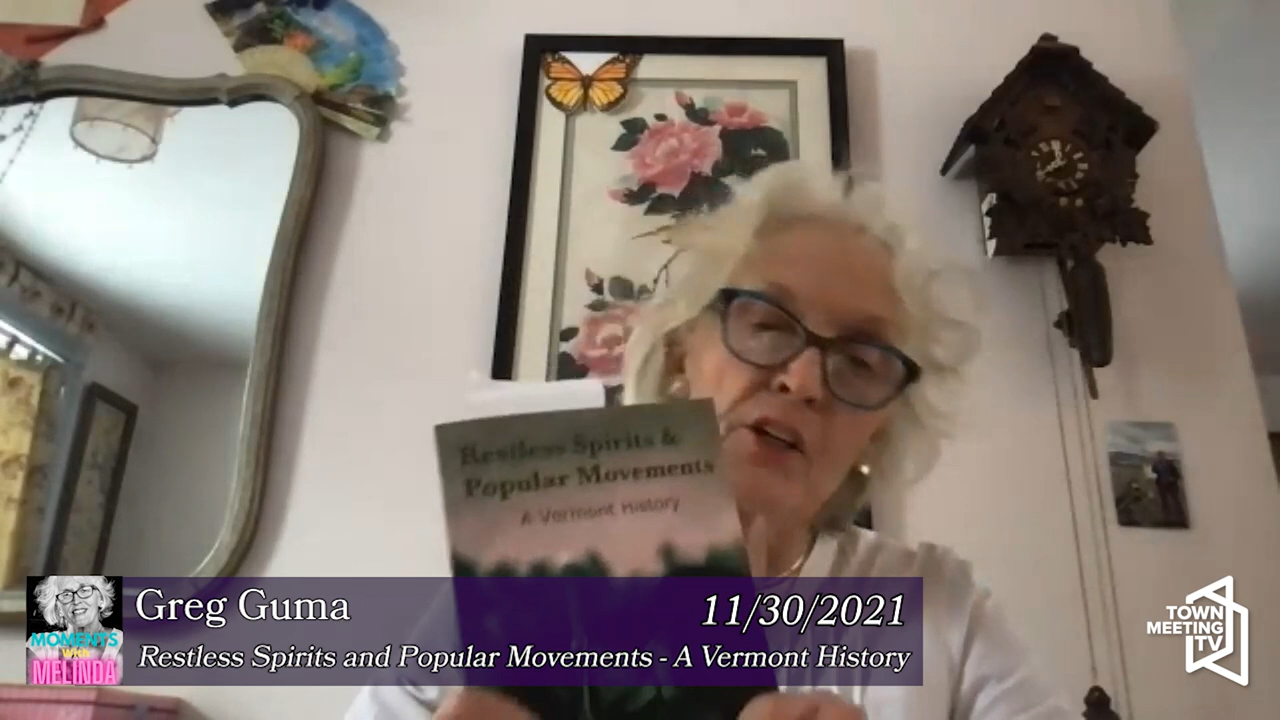 Restless Spirits &
Popular Movements
A Vermont History
Greg Guma
11/30/2021
Restless Spirits and Popular Movements - A Vermont History
MOMENTS
with
MELINDA
TOWN
MEETING
TV